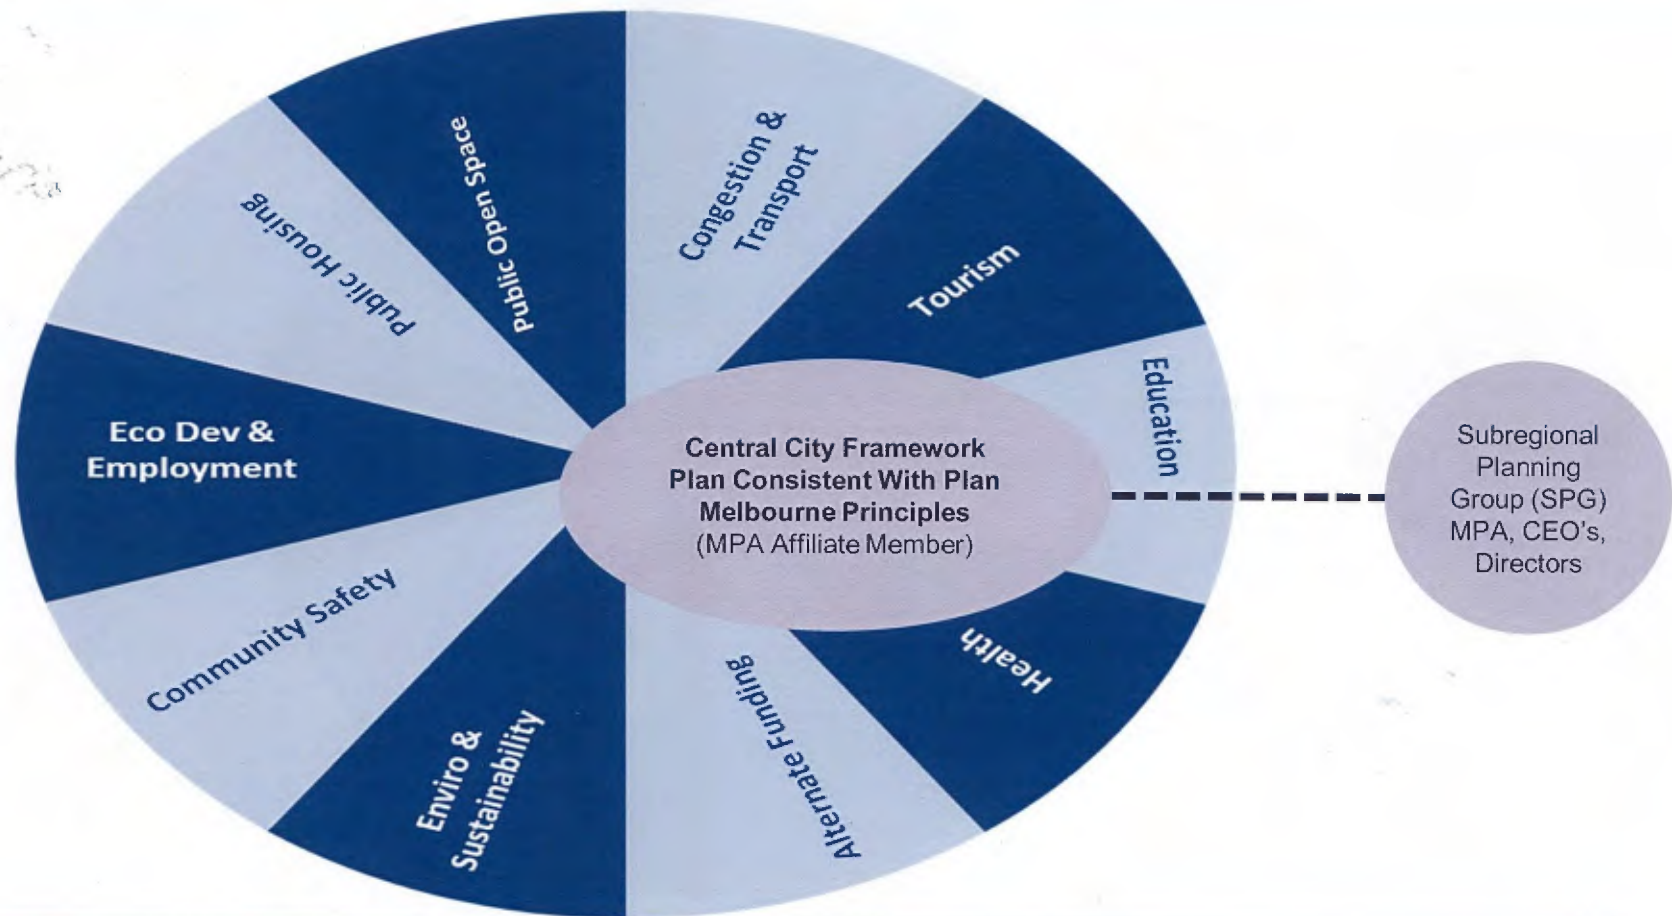 Congestion &
Transport
Tourism
Education
Health
Alternate Funding
Enviro &
Sustainability
Community Safety
Eco Dev &
Employment
Public Housing
Public Open Space
Central City Framework
Plan Consistent With Plan
Melbourne Principles
(MPA Affiliate Member)
Subregional
Planning
Group (SPG)
MPA, CEO's,
Directors